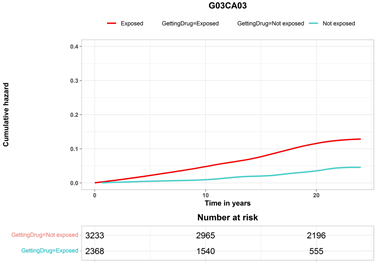 G03CA03
Exposed GettingDrug=Exposed GettingDrug=Not exposed Not exposed
Cumulative hazard
0.4
0.3
0.2
0.1
0.0
0 10 20
Time in years
Number at risk
GettingDrug=Not exposed 3233 2965 2196
GettingDrug=Exposed 2368 1540 555